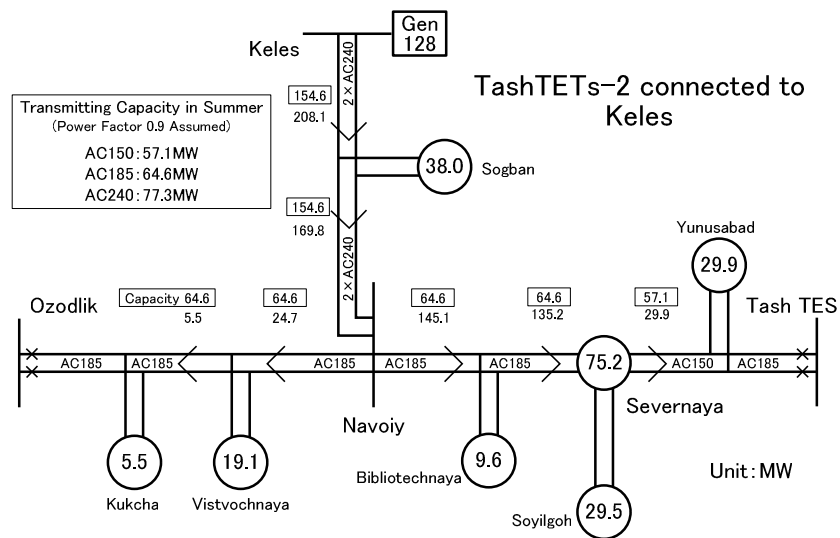 Gen
128
Keles
2×AC240
154.6
208.1
TashTETs-2 connected to
Keles
Transmitting Capacity in Summer
(Power Factor 0.9 Assumed)
AC150:57.1MW
AC185:64.6MW
AC240:77.3MW
38.0
Sogban
154.6
169.8
2×AC240
Yunusabad
29.9
Ozodlik
Capacity 64.6
5.5
64.6
24.7
64.6
145.1
64.6
135.2
57.1
29.9
Tash TES
AC185
AC185
AC185
AC185
AC185
75.2
AC150
AC185
Severnaya
Navoiy
5.5
Kukcha
19.1
Vistvochnaya
9.6
Bibliotechnaya
29.5
Soyilgoh
Unit:MW